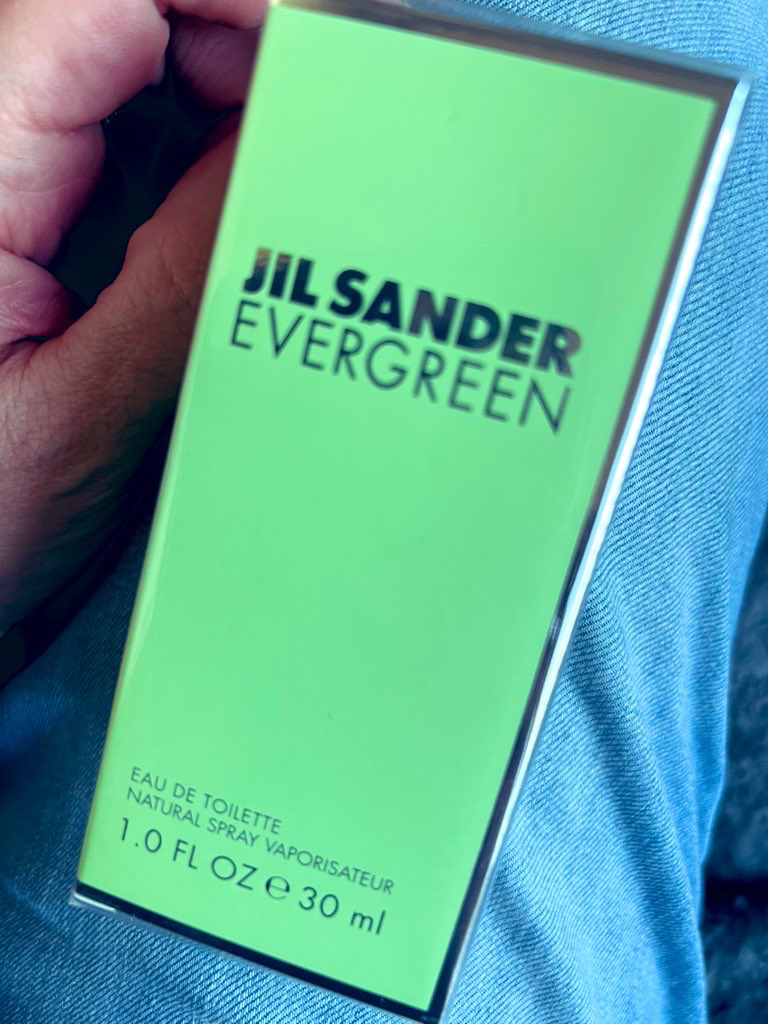 JIL SANDER
EVERGREEN
EAU DE TOILETTE
NATURAL SPRAY VAPORISATEUR
1.0 FL OZ ℮ 30 ml